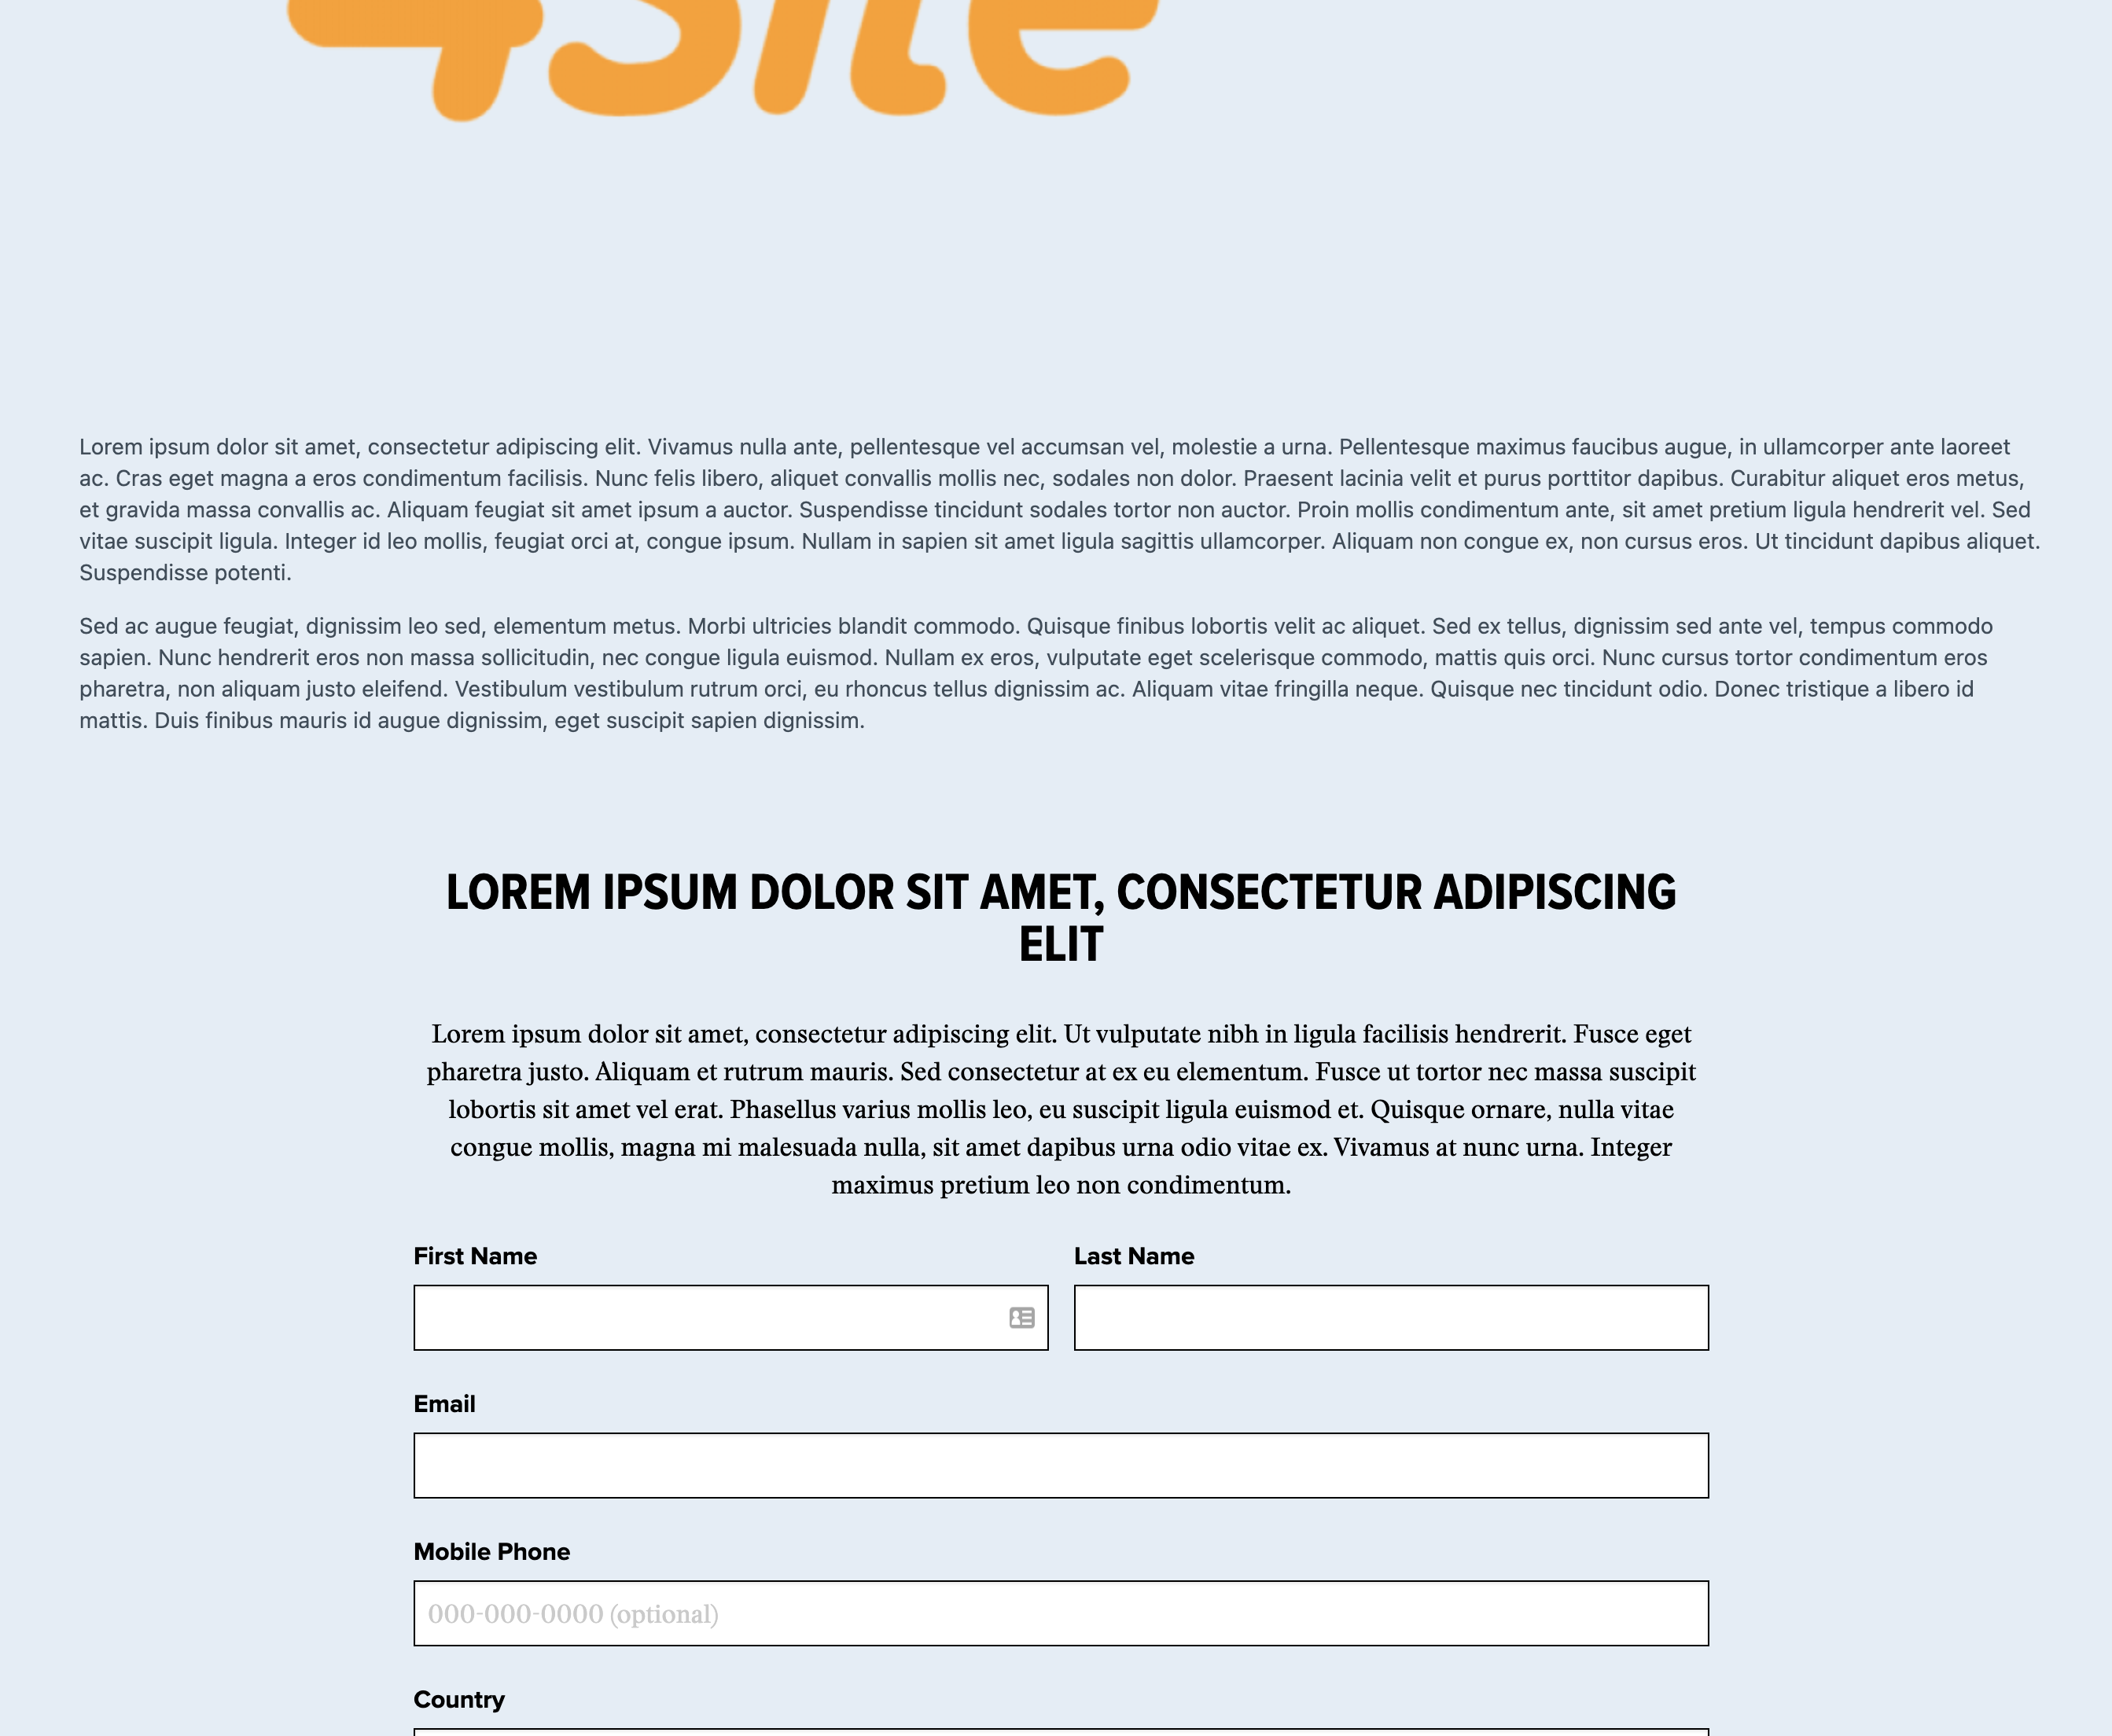 4Site
Lorem ipsum dolor sit amet, consectetur adipiscing elit. Vivamus nulla ante, pellentesque vel accumsan vel, molestie a urna. Pellentesque maximus faucibus augue, in ullamcorper ante laoreet
ac. Cras eget magna a eros condimentum facilisis. Nunc felis libero, aliquet convallis mollis nec, sodales non dolor. Praesent lacinia velit et purus porttitor dapibus. Curabitur aliquet eros metus,
et gravida massa convallis ac. Aliquam feugiat sit amet ipsum a auctor. Suspendisse tincidunt sodales tortor non auctor. Proin mollis condimentum ante, sit amet pretium ligula hendrerit vel. Sed
vitae suscipit ligula. Integer id leo mollis, feugiat orci at, congue ipsum. Nullam in sapien sit amet ligula sagittis ullamcorper. Aliquam non congue ex, non cursus eros. Ut tincidunt dapibus aliquet.
Suspendisse potenti.
Sed ac augue feugiat, dignissim leo sed, elementum metus. Morbi ultricies blandit commodo. Quisque finibus lobortis velit ac aliquet. Sed ex tellus, dignissim sed ante vel, tempus commodo
sapien. Nunc hendrerit eros non massa sollicitudin, nec congue ligula euismod. Nullam ex eros, vulputate eget scelerisque commodo, mattis quis orci. Nunc cursus tortor condimentum eros
pharetra, non aliquam justo eleifend. Vestibulum vestibulum rutrum orci, eu rhoncus tellus dignissim ac. Aliquam vitae fringilla neque. Quisque nec tincidunt odio. Donec tristique a libero id
mattis. Duis finibus mauris id augue dignissim, eget suscipit sapien dignissim.
LOREM IPSUM DOLOR SIT AMET, CONSECTETUR ADIPISCING
ELIT
Lorem ipsum dolor sit amet, consectetur adipiscing elit. Ut vulputate nibh in ligula facilisis hendrerit. Fusce eget
pharetra justo. Aliquam et rutrum mauris. Sed consectetur at ex eu elementum. Fusce ut tortor nec massa suscipit
lobortis sit amet vel erat. Phasellus varius mollis leo, eu suscipit ligula euismod et. Quisque ornare, nulla vitae
congue mollis, magna mi malesuada nulla, sit amet dapibus urna odio vitae ex. Vivamus at nunc urna. Integer
maximus pretium leo non condimentum.
First Name
Last Name
Email
Mobile Phone
000-000-0000 (optional)
Country